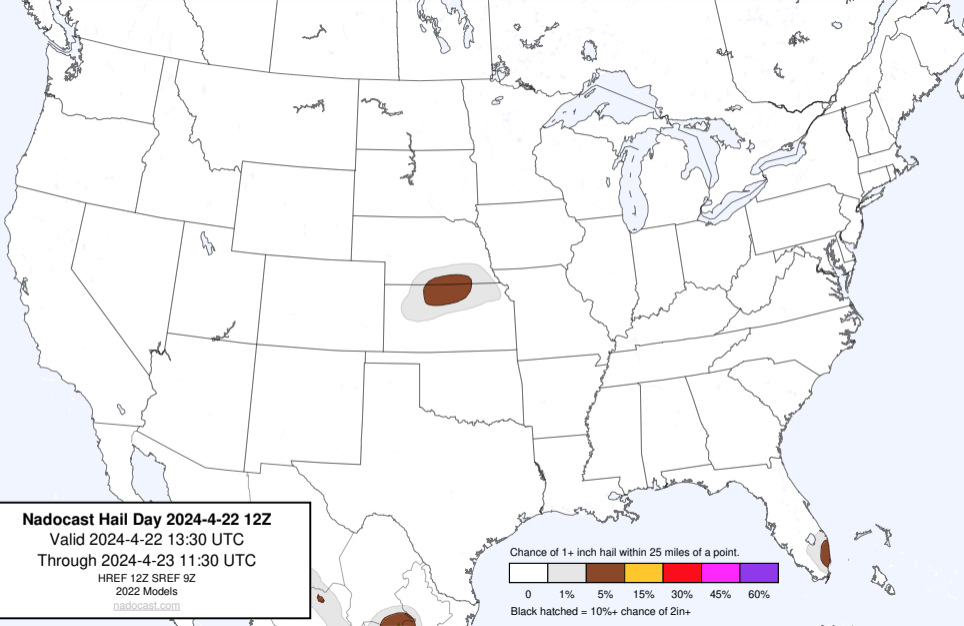 Nadocast Hail Day 2024-4-22 12Z
Valid 2024-4-22 13:30 UTC
Through 2024-4-23 11:30 UTC
HREF 12Z SREF 9Z
2022 Models
nadocast.com
Chance of 1+ inch hail within 25 miles of a point.
0 1% 5% 15% 30% 45% 60%
Black hatched = 10%+ chance of 2in+